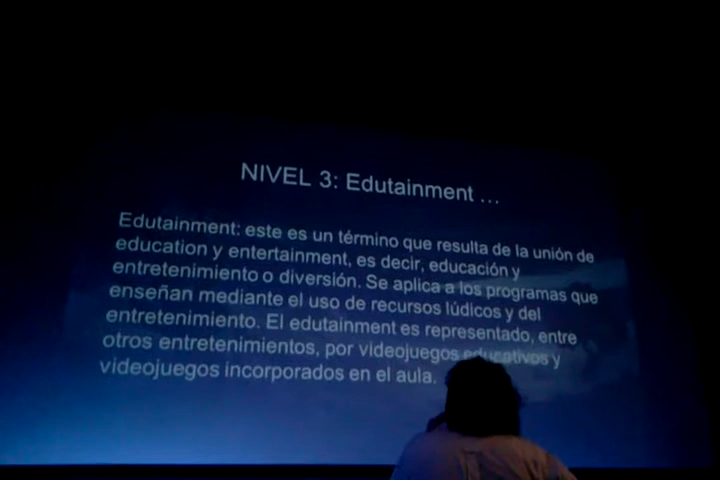 NIVEL 3: Edutainment ...
Edutainment: este es un término que resulta de la unión de
education y entertainment, es decir, educación y
entretenimiento o diversión. Se aplica a los programas que
enseñan mediante el uso de recursos lúdicos y del
entretenimiento. El edutainment es representado, entre
otros entretenimientos, por videojuegos educativos y
videojuegos incorporados en el aula.